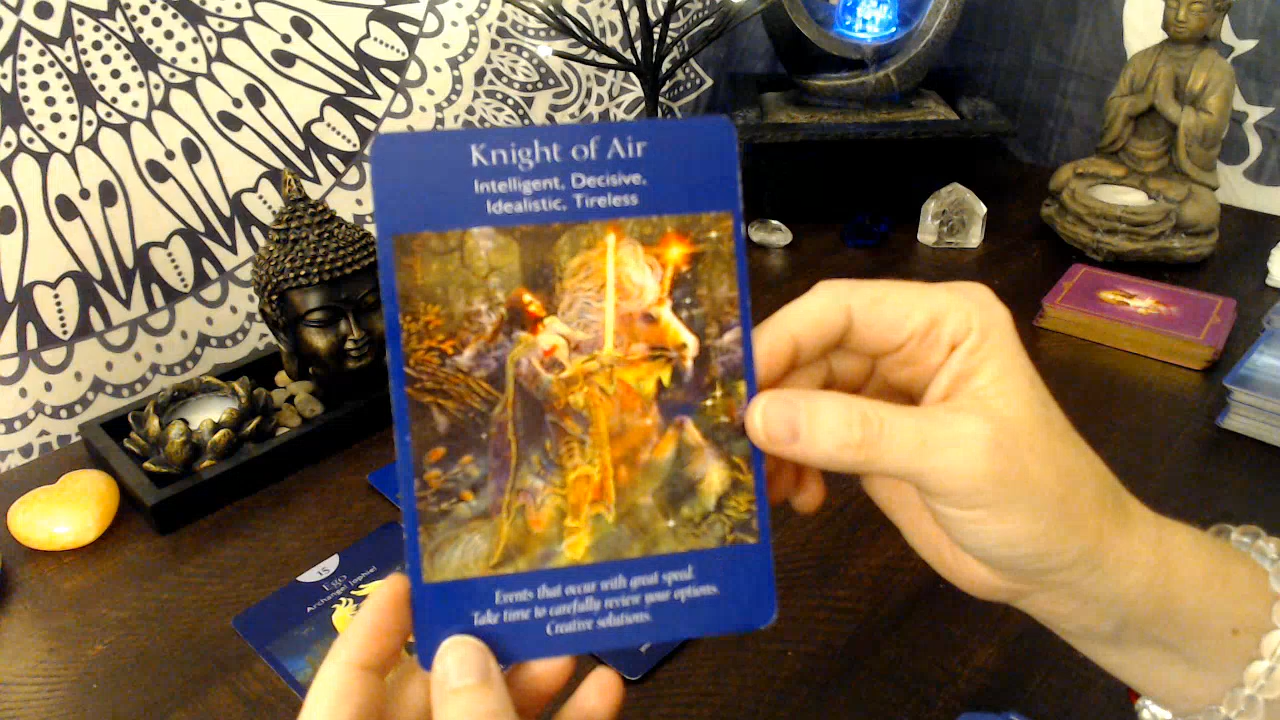 Knight of Air
Intelligent, Decisive,
Idealistic, Tireless
Events that occur with great speed.
Take time to carefully review your options.
Creative solutions.
15
Ego
Archangel Jophiel